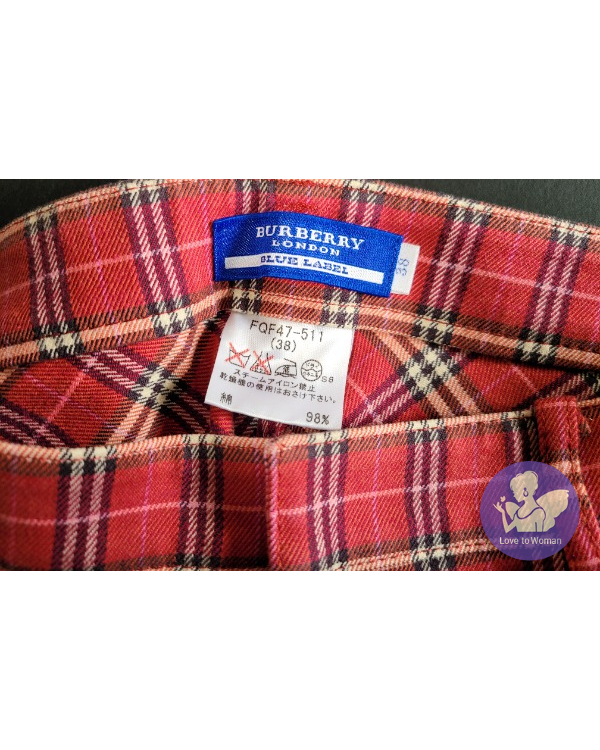 BURBERRY
LONDON
BLUE LABEL
38
FQF47-511
(38)
スチームアイロン禁止
乾燥機の使用はおさけ下さい。
綿 98%
Love to Woman